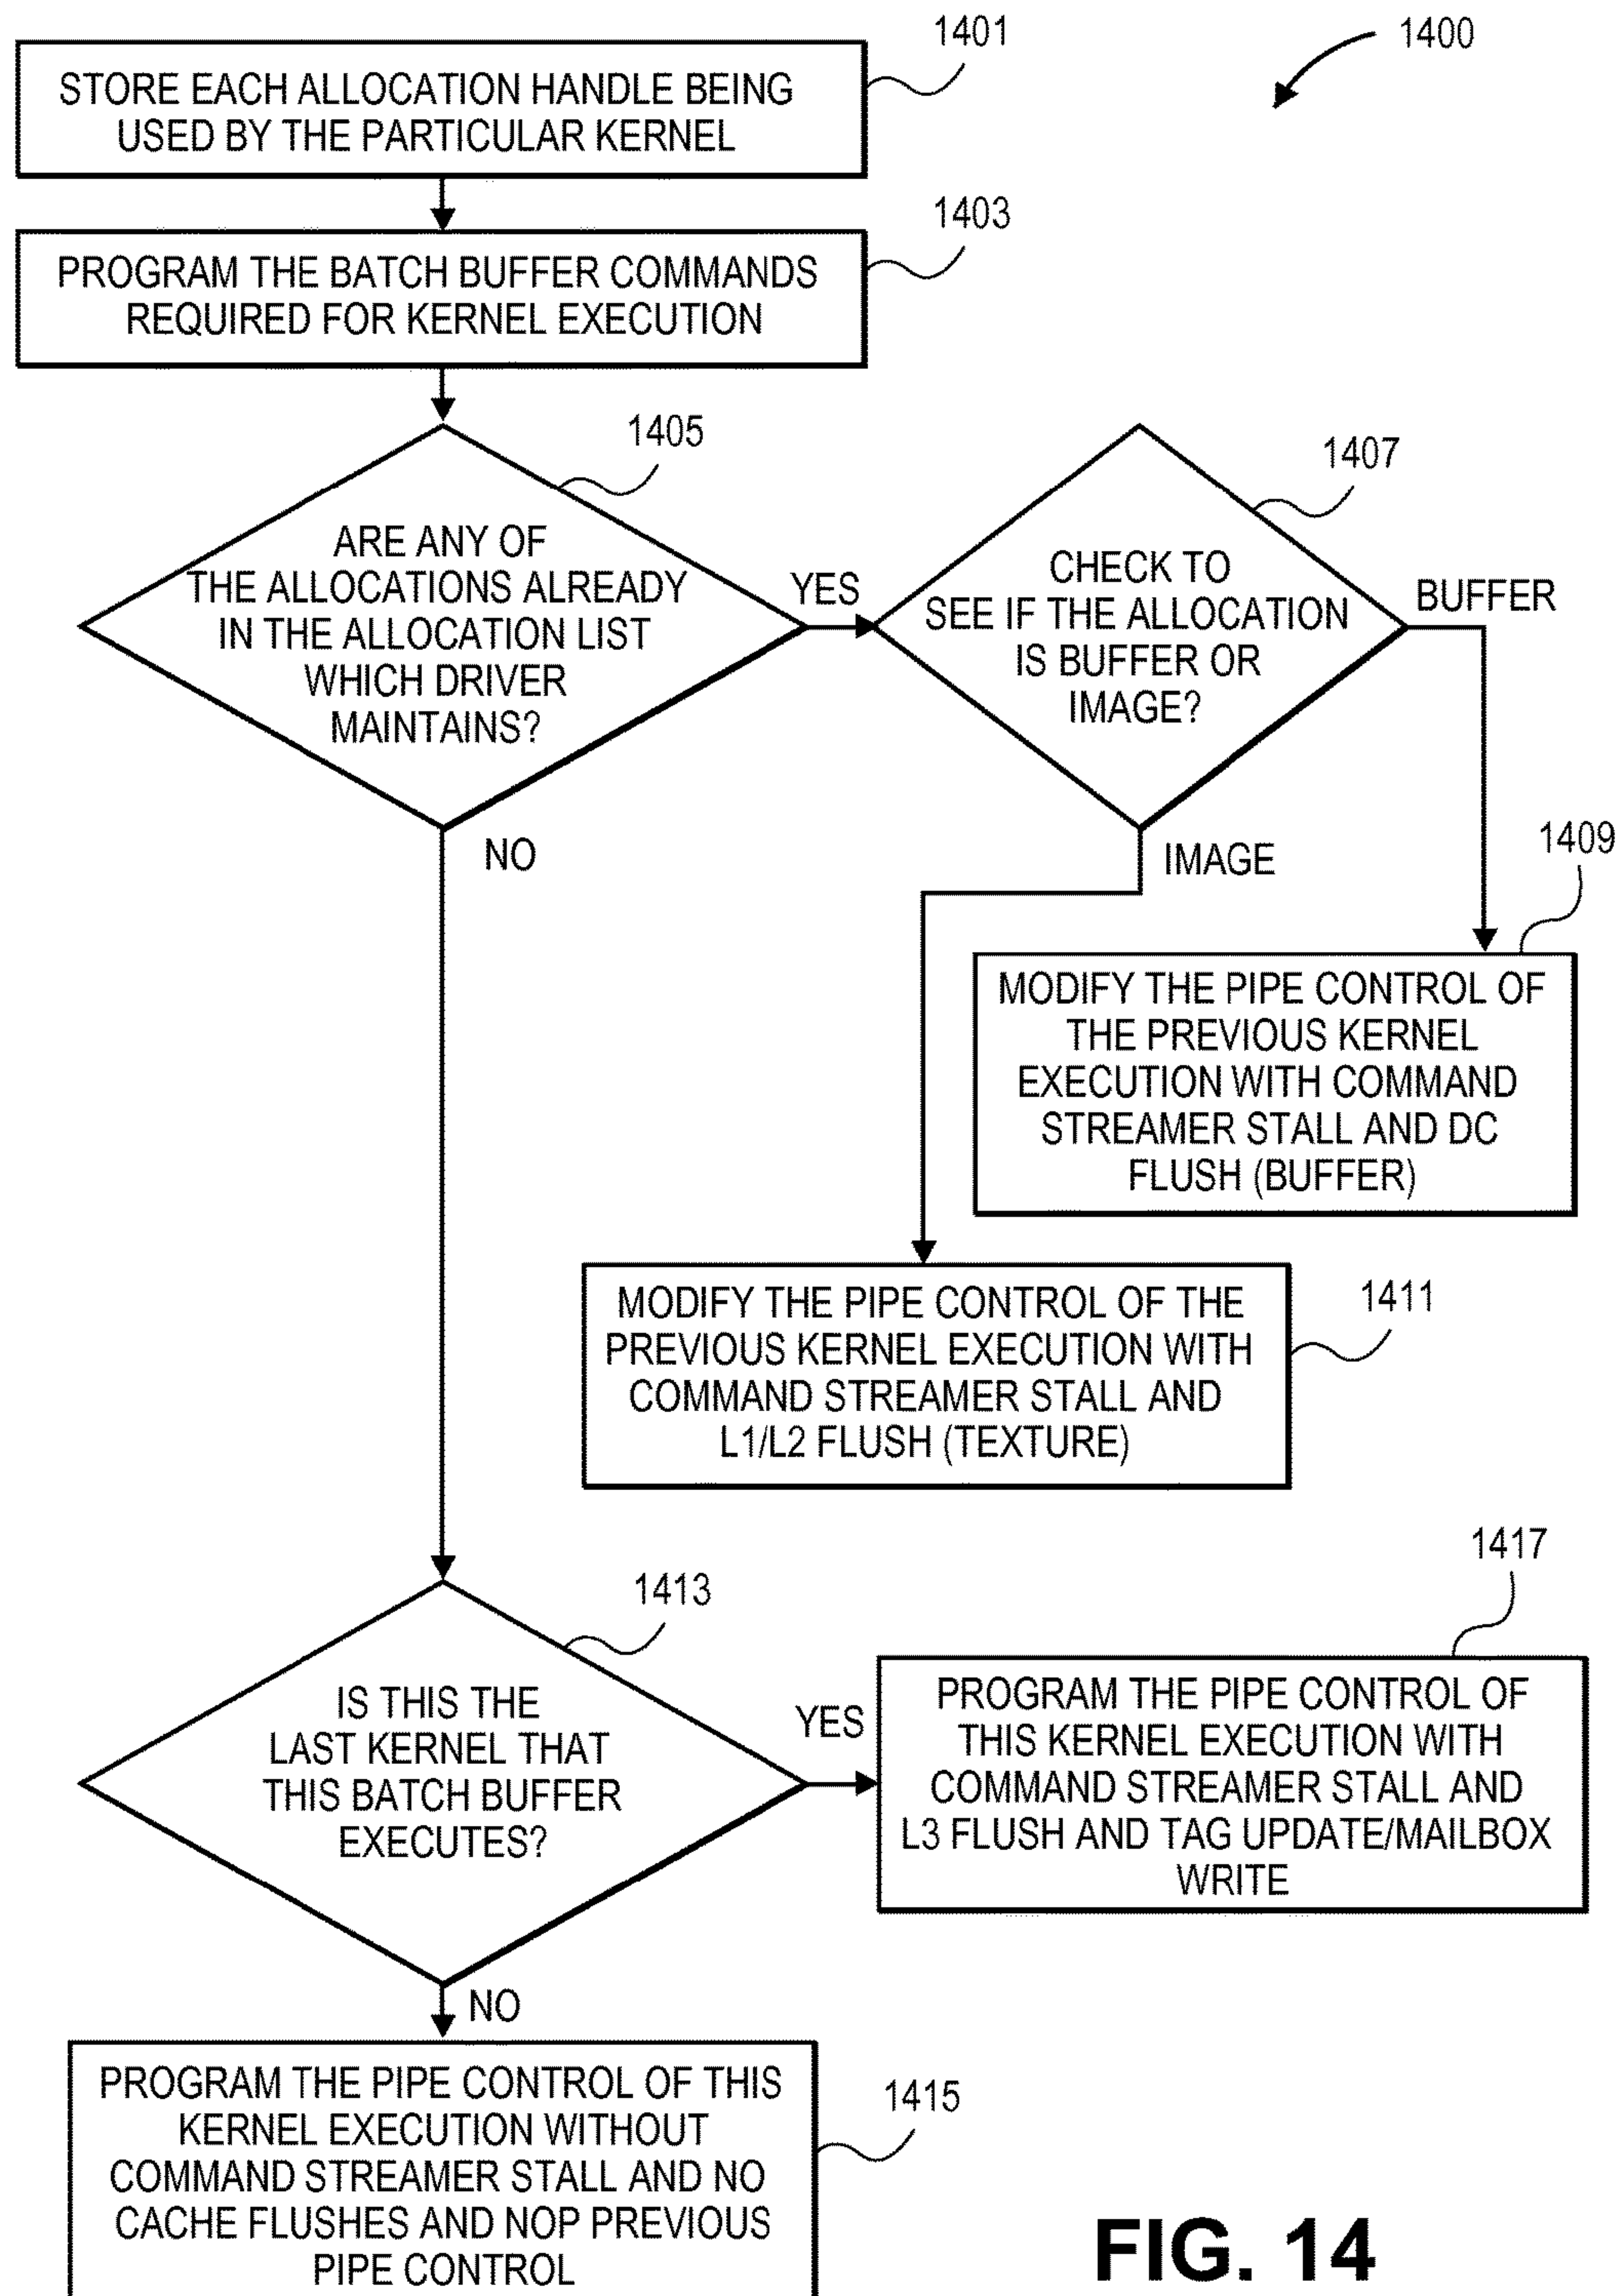 1401
1400
STORE EACH ALLOCATION HANDLE BEING
USED BY THE PARTICULAR KERNEL
1403
PROGRAM THE BATCH BUFFER COMMANDS
REQUIRED FOR KERNEL EXECUTION
1405
1407
ARE ANY OF
THE ALLOCATIONS ALREADY
IN THE ALLOCATION LIST
WHICH DRIVER
MAINTAINS?
YES
CHECK TO
SEE IF THE ALLOCATION
IS BUFFER OR
IMAGE?
BUFFER
NO
IMAGE
1409
MODIFY THE PIPE CONTROL OF
THE PREVIOUS KERNEL
EXECUTION WITH COMMAND
STREAMER STALL AND DC
FLUSH (BUFFER)
MODIFY THE PIPE CONTROL OF THE
PREVIOUS KERNEL EXECUTION WITH
COMMAND STREAMER STALL AND
L1/L2 FLUSH (TEXTURE)
1411
1413
1417
IS THIS THE
LAST KERNEL THAT
THIS BATCH BUFFER
EXECUTES?
YES
PROGRAM THE PIPE CONTROL OF
THIS KERNEL EXECUTION WITH
COMMAND STREAMER STALL AND
L3 FLUSH AND TAG UPDATE/MAILBOX
WRITE
NO
PROGRAM THE PIPE CONTROL OF THIS
KERNEL EXECUTION WITHOUT
COMMAND STREAMER STALL AND NO
CACHE FLUSHES AND NOP PREVIOUS
PIPE CONTROL
1415
FIG. 14